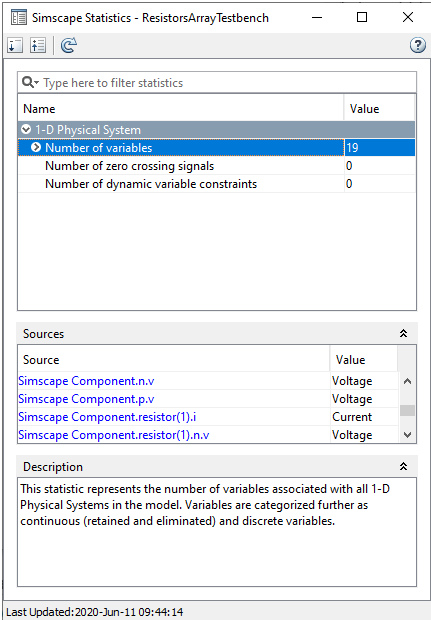 Simscape Statistics - ResistorsArrayTestbench
Type here to filter statistics
Name Value
1-D Physical System
Number of variables 19
Number of zero crossing signals 0
Number of dynamic variable constraints 0
Sources
Source Value
Simscape Component.n.v Voltage
Simscape Component.p.v Voltage
Simscape Component.resistor(1).i Current
Simscape Component.resistor(1).n.v Voltage
Description
This statistic represents the number of variables associated with all 1-D
Physical Systems in the model. Variables are categorized further as
continuous (retained and eliminated) and discrete variables.
Last Updated:2020-Jun-11 09:44:14